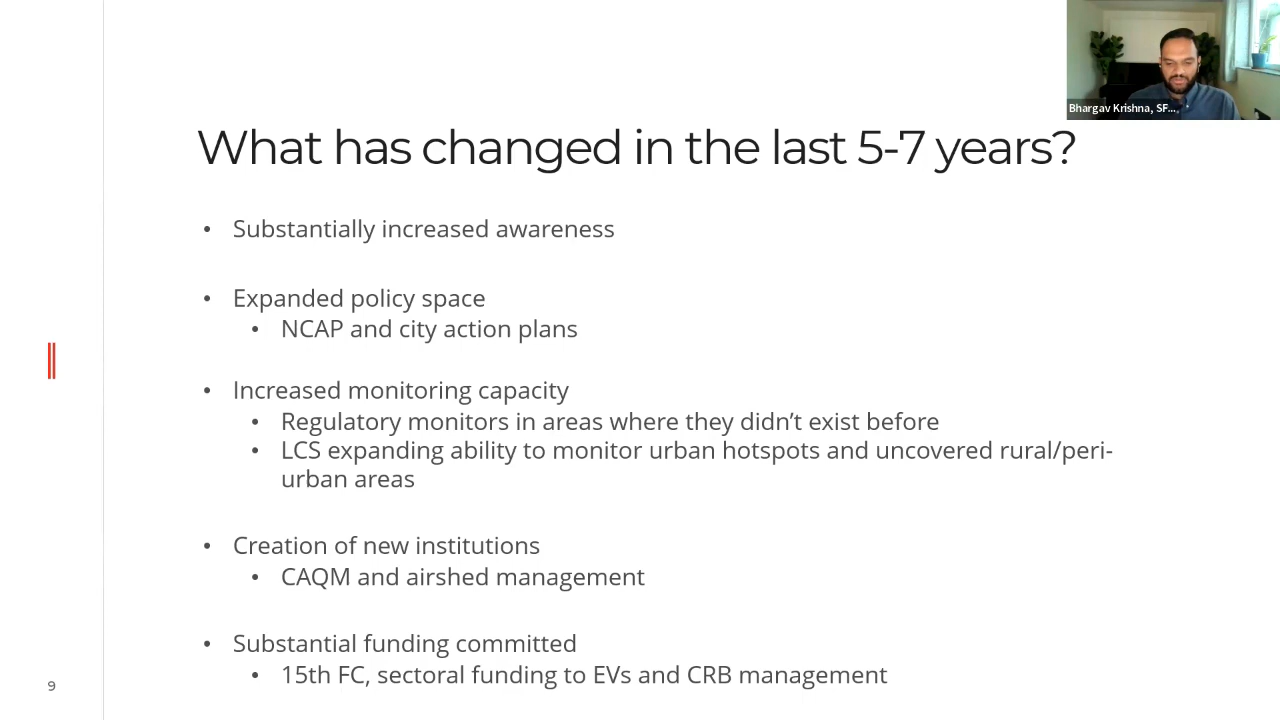 Bhargav Krishna, SF...
What has changed in the last 5-7 years?
• Substantially increased awareness
• Expanded policy space
• NCAP and city action plans
• Increased monitoring capacity
• Regulatory monitors in areas where they didn’t exist before
• LCS expanding ability to monitor urban hotspots and uncovered rural/peri-
urban areas
• Creation of new institutions
• CAQM and airshed management
• Substantial funding committed
• 15th FC, sectoral funding to EVs and CRB management
9